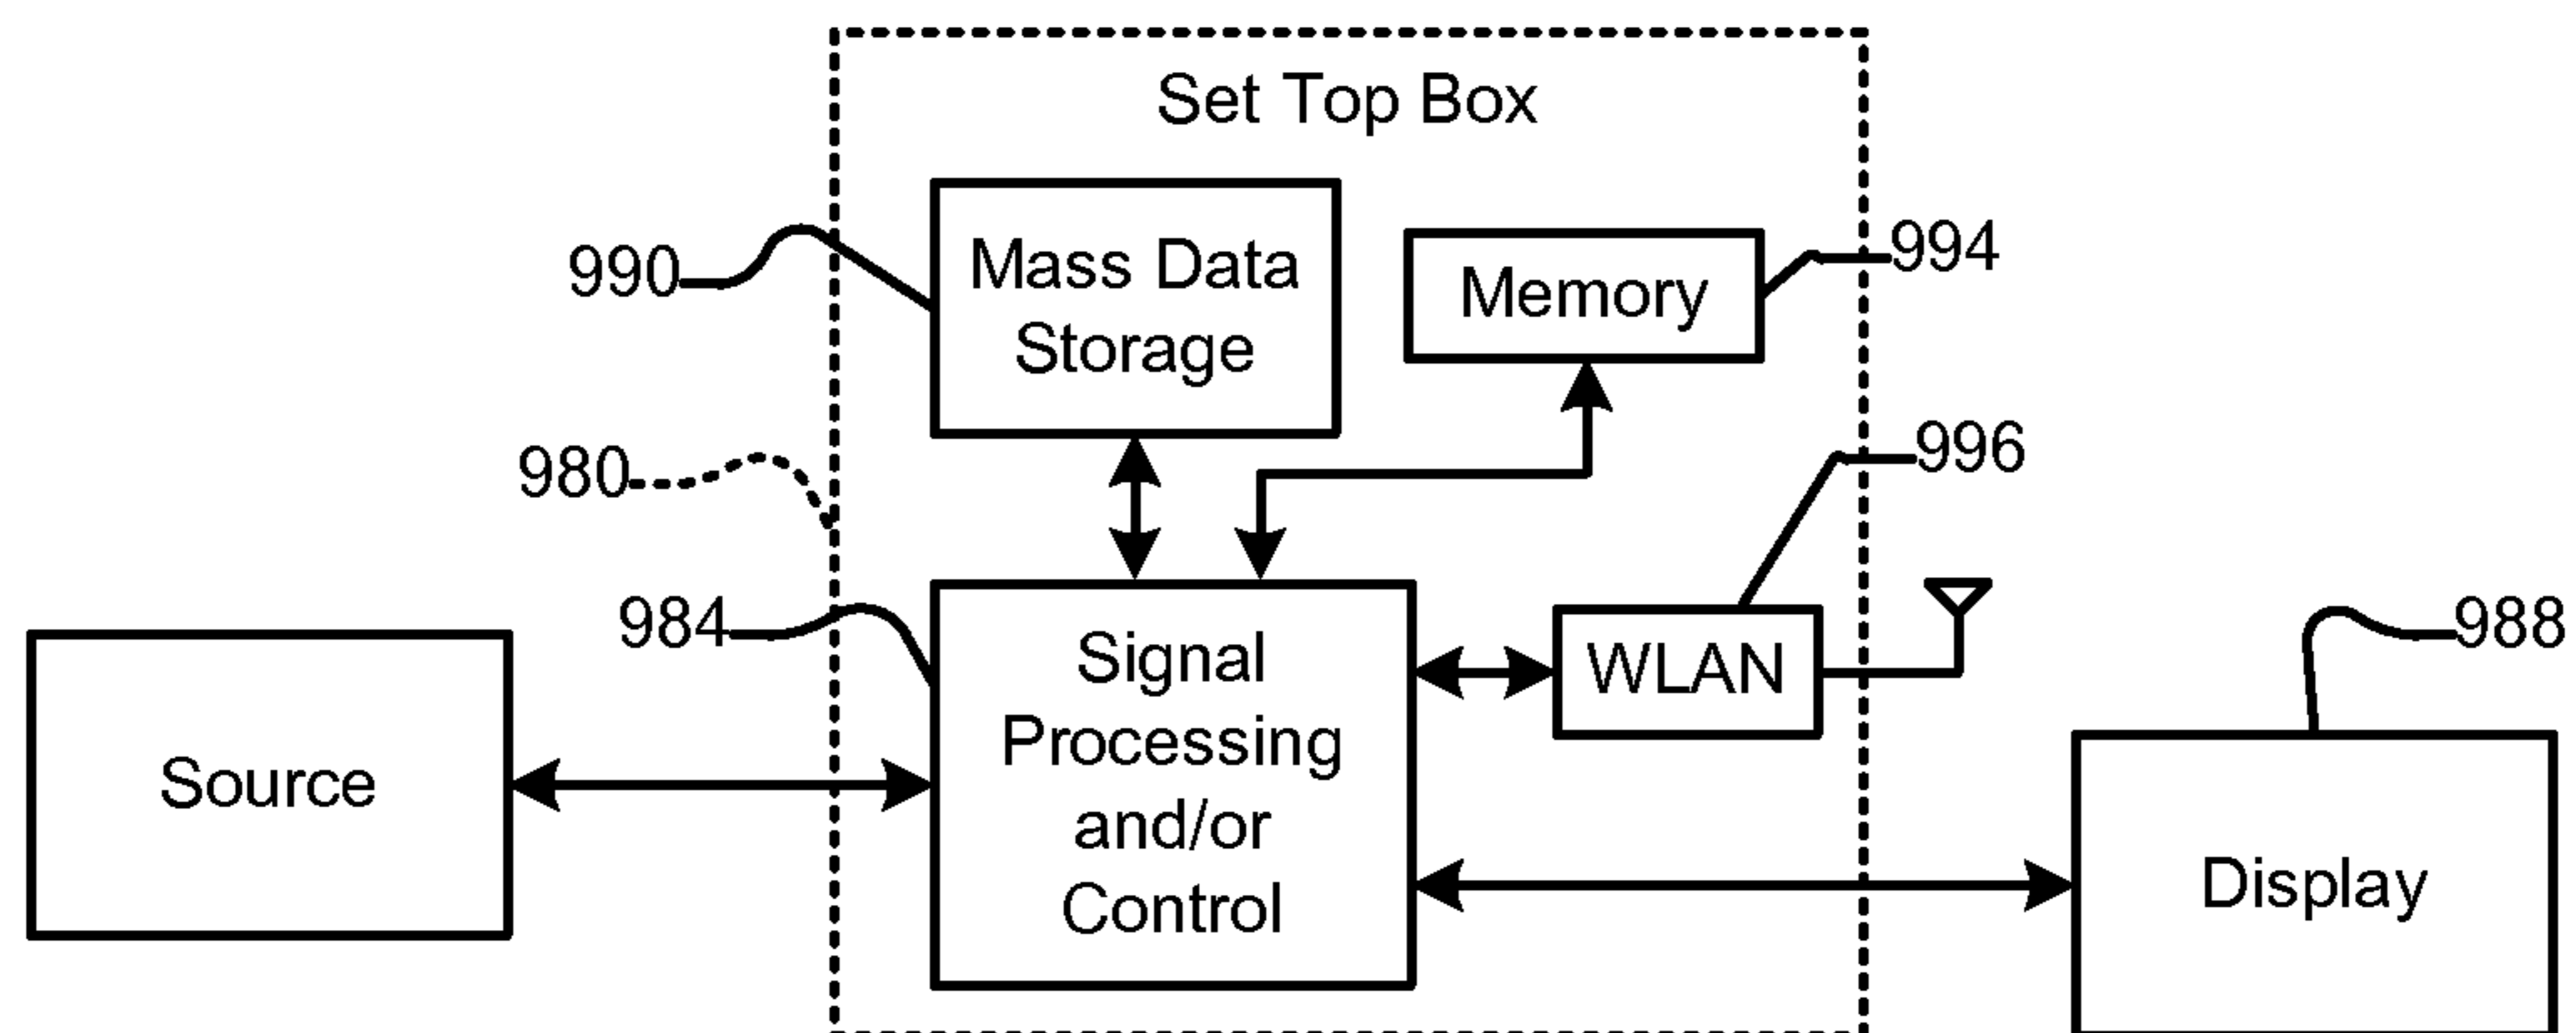 Set Top Box
990
Mass Data
Storage
Memory
994
980
996
984
Signal
Processing
and/or
Control
WLAN
988
Source
Display